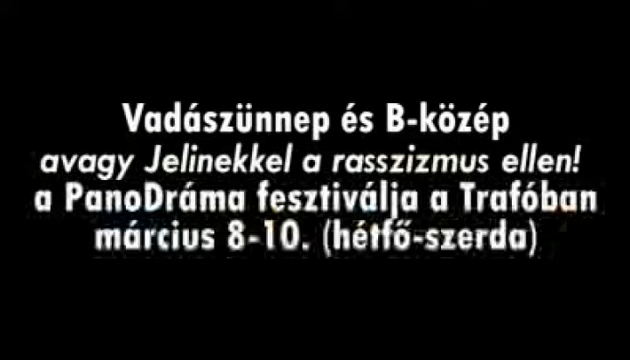 Vadászünnep és B-közép
avagy Jelinekkel a rasszizmus ellen!
a PanoDráma fesztiválja a Trafóban
március 8-10. (hétfő-szerda)